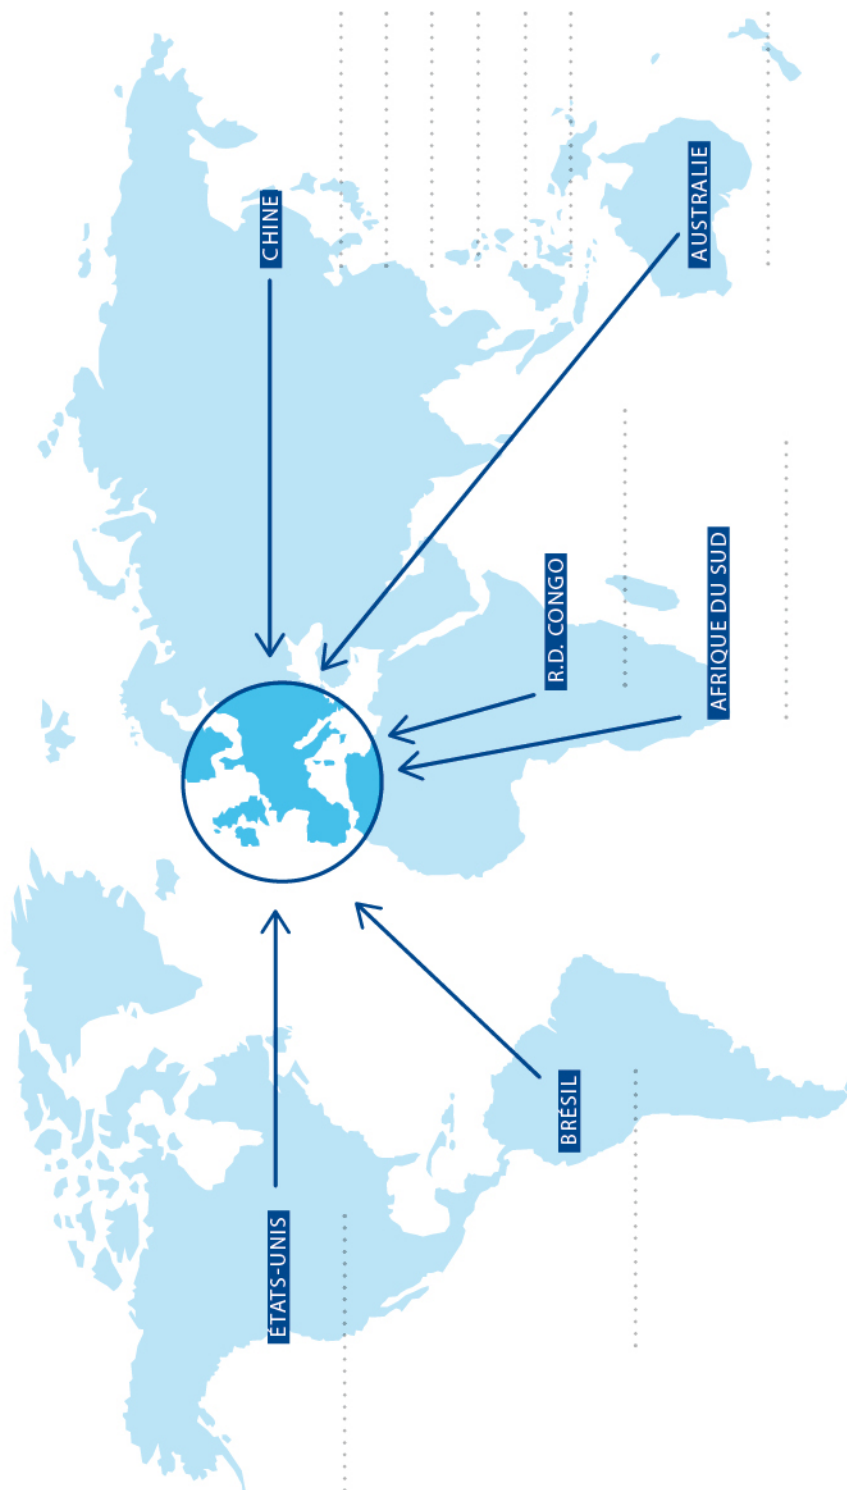 ÉTATS-UNIS
CHINE
BRÉSIL
R.D. CONGO
AFRIQUE DU SUD
AUSTRALIE